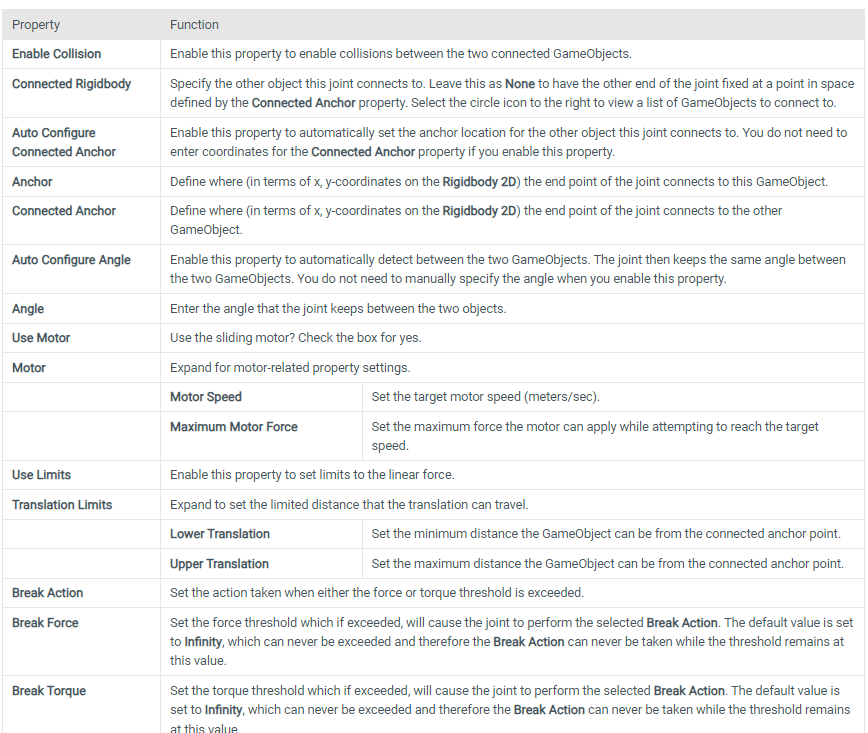 Property Function
Enable Collision Enable this property to enable collisions between the two connected GameObjects.
Connected Rigidbody Specify the other object this joint connects to. Leave this as None to have the other end of the joint fixed at a point in space
defined by the Connected Anchor property. Select the circle icon to the right to view a list of GameObjects to connect to.
Auto Configure Enable this property to automatically set the anchor location for the other object this joint connects to. You do not need to
Connected Anchor enter coordinates for the Connected Anchor property if you enable this property.
Anchor Define where (in terms of x, y-coordinates on the Rigidbody 2D) the end point of the joint connects to this GameObject.
Connected Anchor Define where (in terms of x, y-coordinates on the Rigidbody 2D) the end point of the joint connects to the other
GameObject.
Auto Configure Angle Enable this property to automatically detect between the two GameObjects. The joint then keeps the same angle between
the two GameObjects. You do not need to manually specify the angle when you enable this property.
Angle Enter the angle that the joint keeps between the two objects.
Use Motor Use the sliding motor? Check the box for yes.
Motor Expand for motor-related property settings.
Motor Speed Set the target motor speed (meters/sec).
Maximum Motor Force Set the maximum force the motor can apply while attempting to reach the target
speed.
Use Limits Enable this property to set limits to the linear force.
Translation Limits Expand to set the limited distance that the translation can travel.
Lower Translation Set the minimum distance the GameObject can be from the connected anchor point.
Upper Translation Set the maximum distance the GameObject can be from the connected anchor point.
Break Action Set the action taken when either the force or torque threshold is exceeded.
Break Force Set the force threshold which if exceeded, will cause the joint to perform the selected Break Action. The default value is set
to Infinity, which can never be exceeded and therefore the Break Action can never be taken while the threshold remains at
this value.
Break Torque Set the torque threshold which if exceeded, will cause the joint to perform the selected Break Action. The default value is
set to Infinity, which can never be exceeded and therefore the Break Action can never be taken while the threshold remains
at this value.